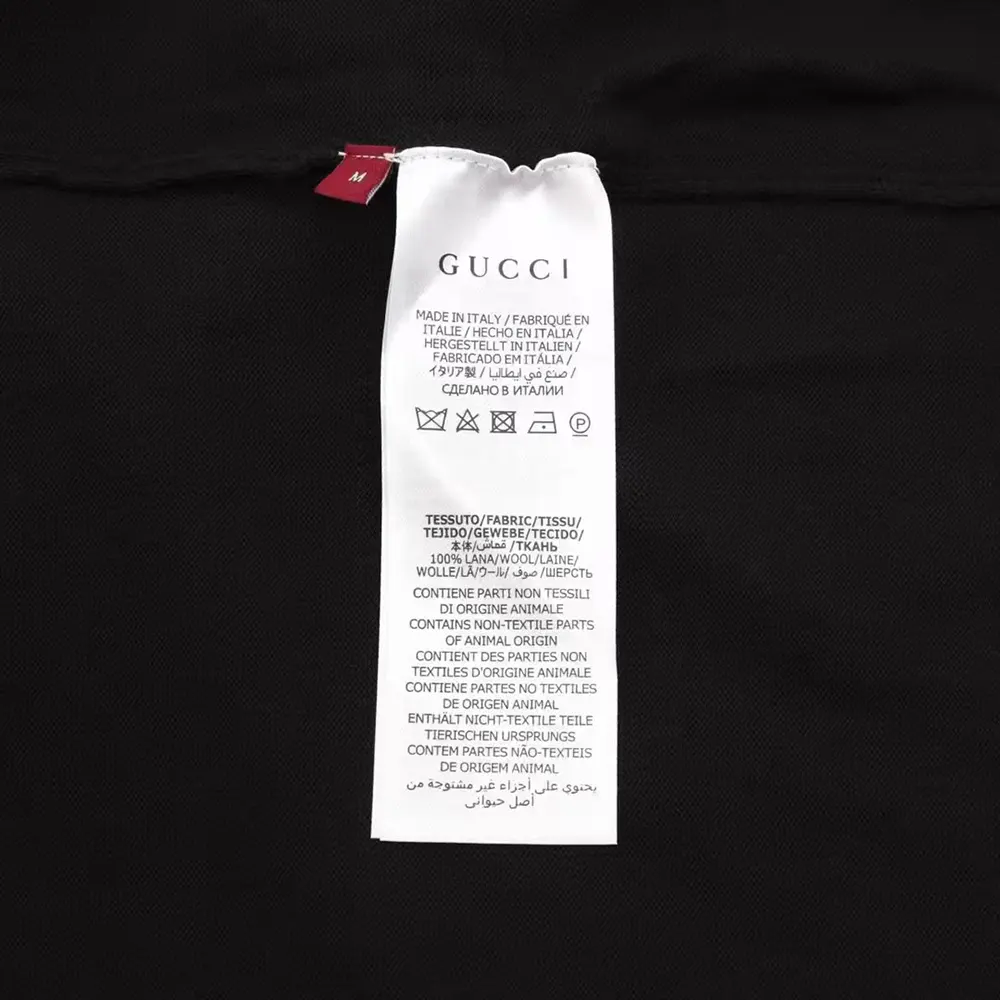 M
GUCCI
MADE IN ITALY / FABRIQUÉ EN
ITALIE / HECHO EN ITALIA /
HERGESTELLT IN ITALIEN /
FABRICADO EM ITÁLIA /
イタリア製 / صنع في ايطاليا /
СДЕЛАНО В ИТАЛИИ
P
TESSUTO/FABRIC/TISSU/
TEJIDO/GEWEBE/TECIDO/
本体/قماش/ТКАНЬ
100% LANA/WOOL/LAINE/
WOLLE/LÃ/ウール/صوف/ШЕРСТЬ
CONTIENE PARTI NON TESSILI
DI ORIGINE ANIMALE
CONTAINS NON-TEXTILE PARTS
OF ANIMAL ORIGIN
CONTIENT DES PARTIES NON
TEXTILES D'ORIGINE ANIMALE
CONTIENE PARTES NO TEXTILES
DE ORIGEN ANIMAL
ENTHÄLT NICHT-TEXTILE TEILE
TIERISCHEN URSPRUNGS
CONTEM PARTES NÃO-TEXTEIS
DE ORIGEM ANIMAL
يحتوي على أجزاء غير منسوجة من
أصل حيواني